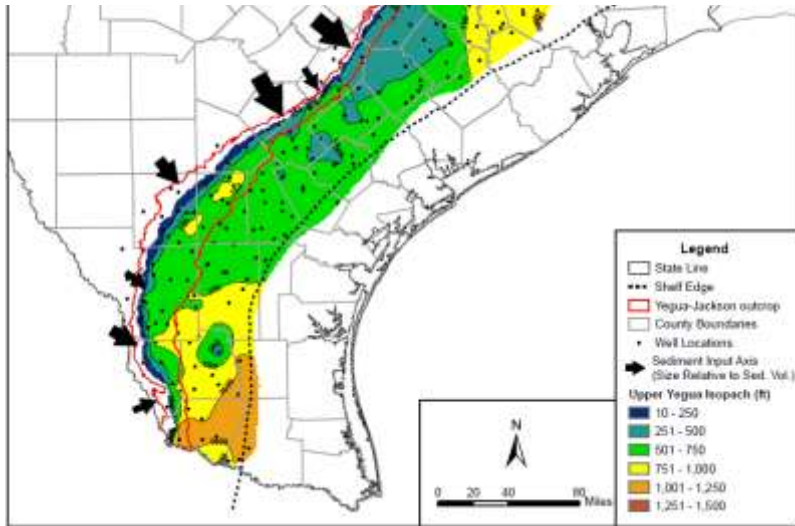 Legend
State Line
Shelf Edge
Yegua-Jackson outcrop
County Boundaries
Well Locations
Sediment Input Axis
(Size Relative to Sed. Vol.)
Upper Yegua Isopach (ft)
10 - 250
251 - 500
501 - 750
751 - 1,000
1,001 - 1,250
1,251 - 1,500
N
0 20 40 80
Miles